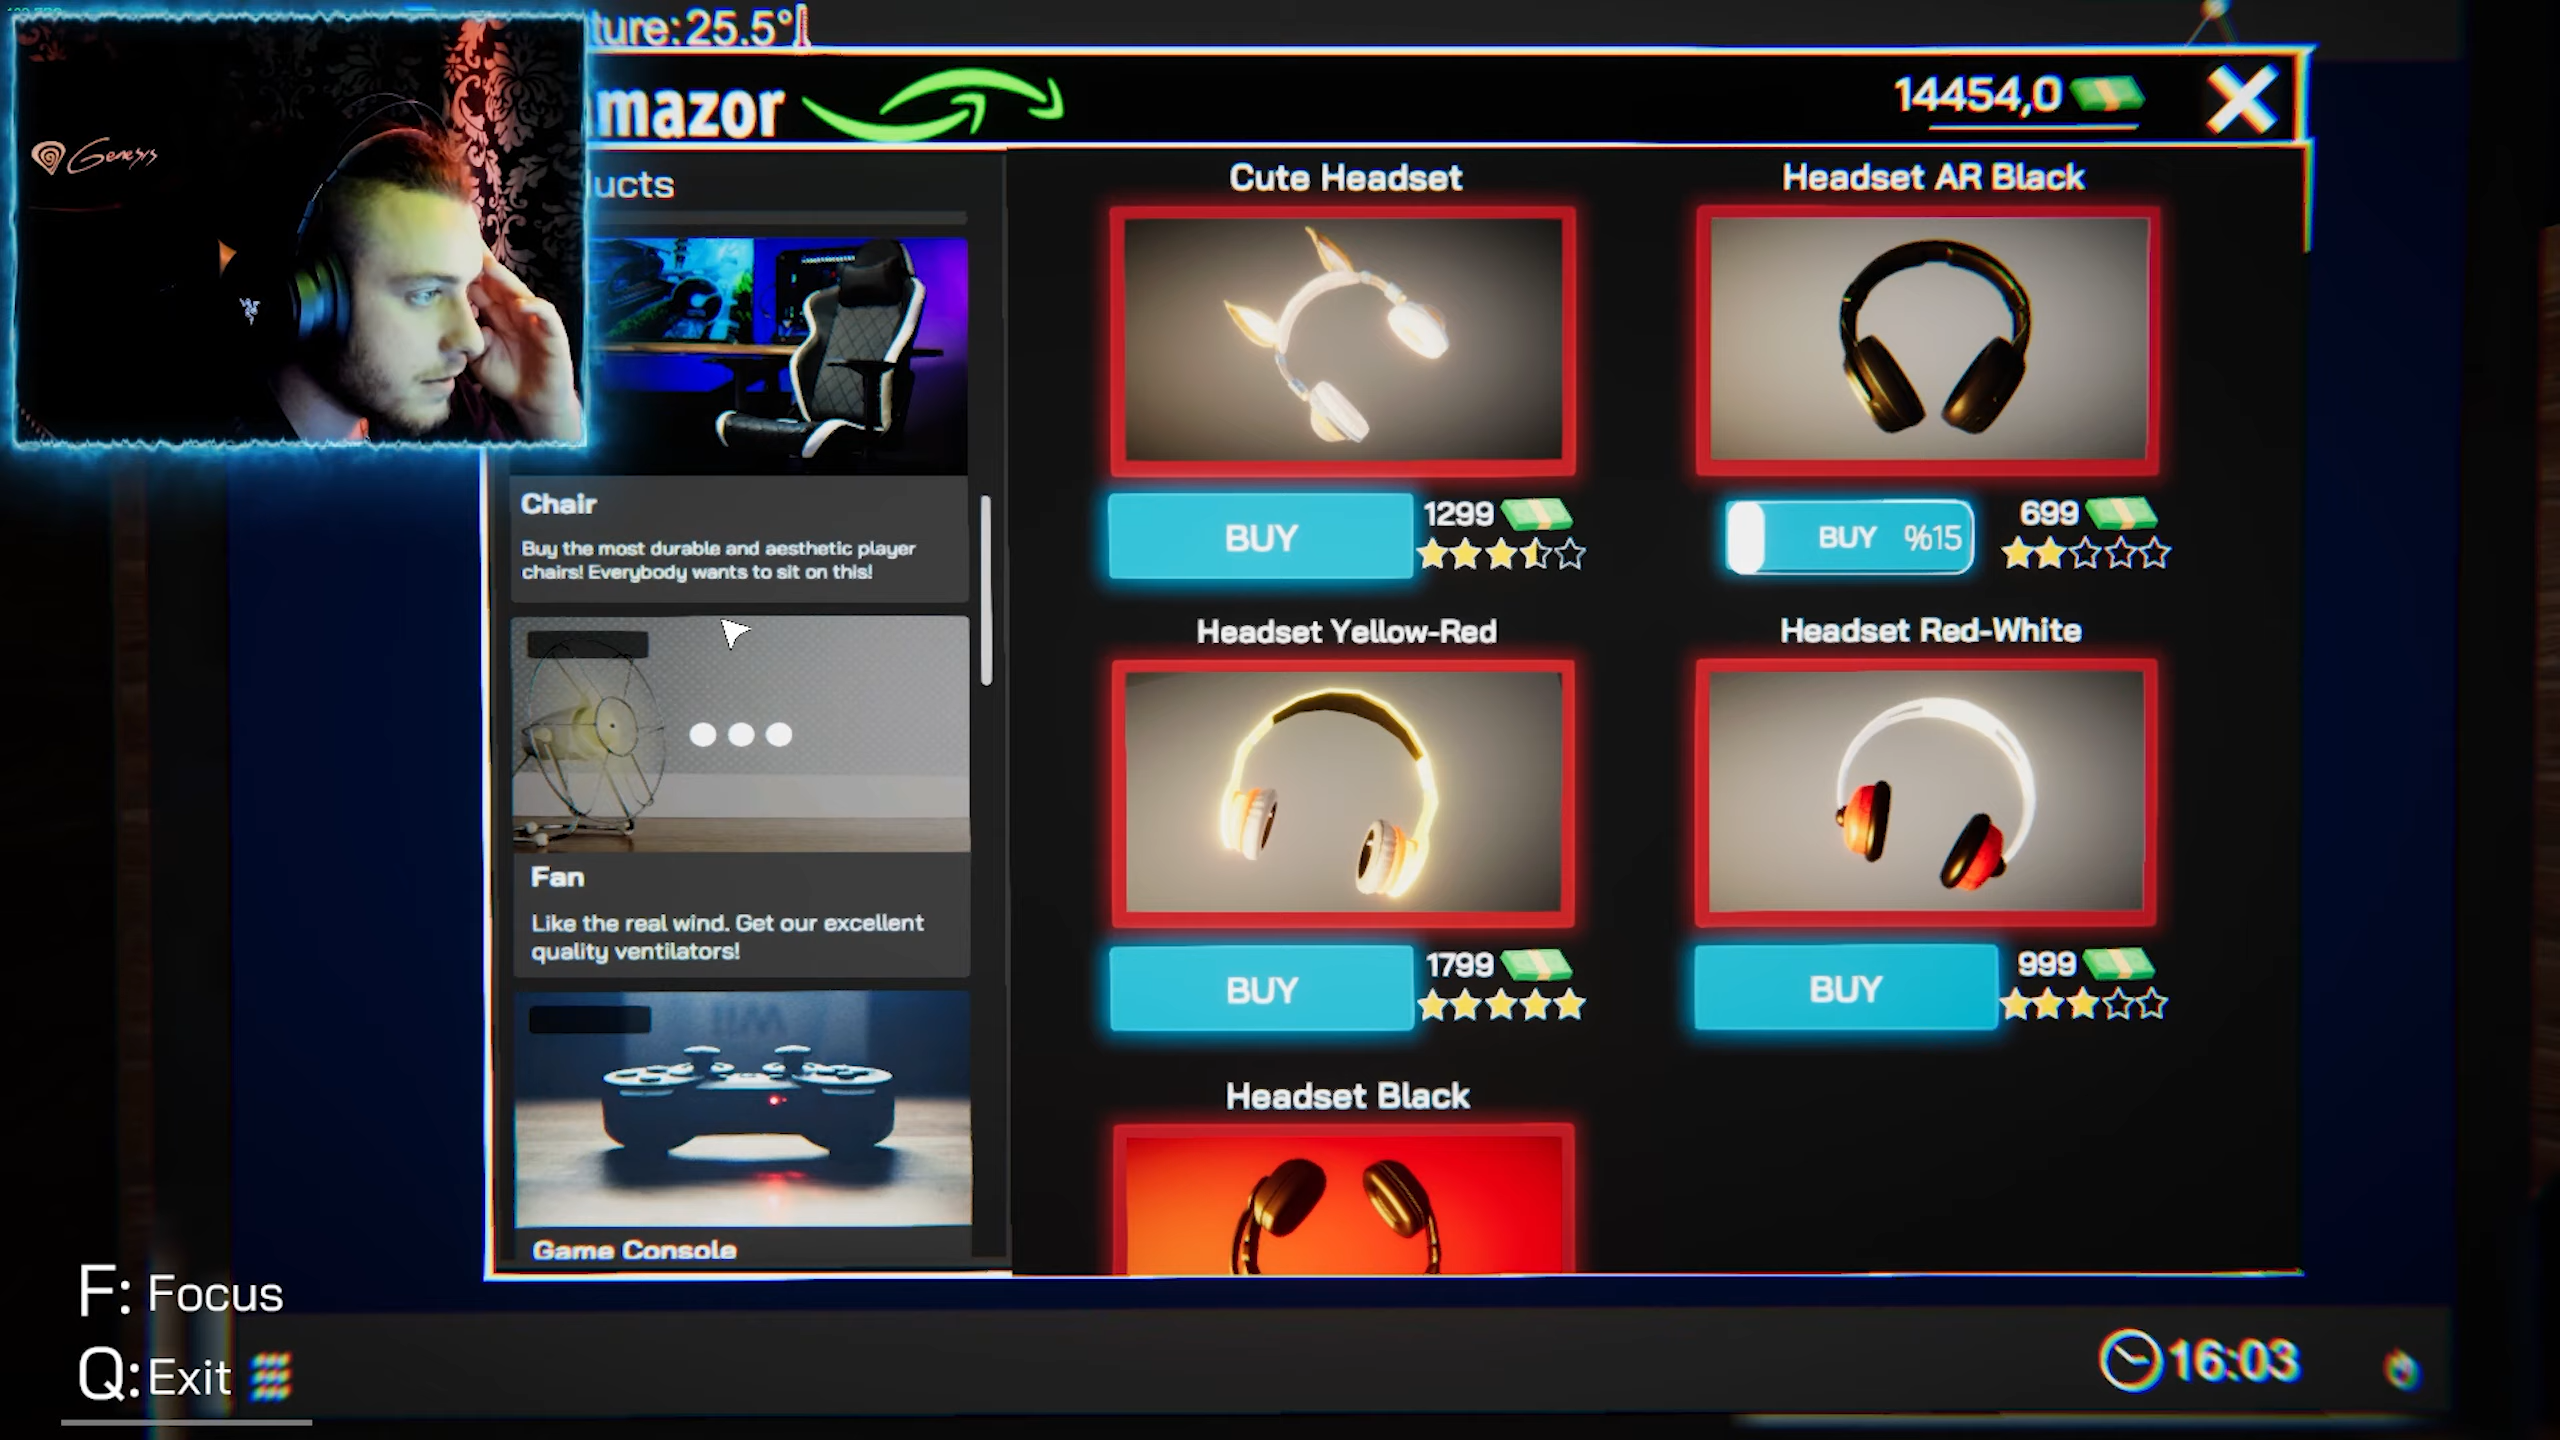 ture:25.5°
mazor
14454,0
Genesis
ucts
Cute Headset
Headset AR Black
BUY
1299
BUY %15
699
Chair
Buy the most durable and aesthetic player
chairs! Everybody wants to sit on this!
Headset Yellow-Red
Headset Red-White
Fan
Like the real wind. Get our excellent
quality ventilators!
BUY
1799
BUY
999
Headset Black
Wii
Game Console
F: Focus
Q: Exit
16:03